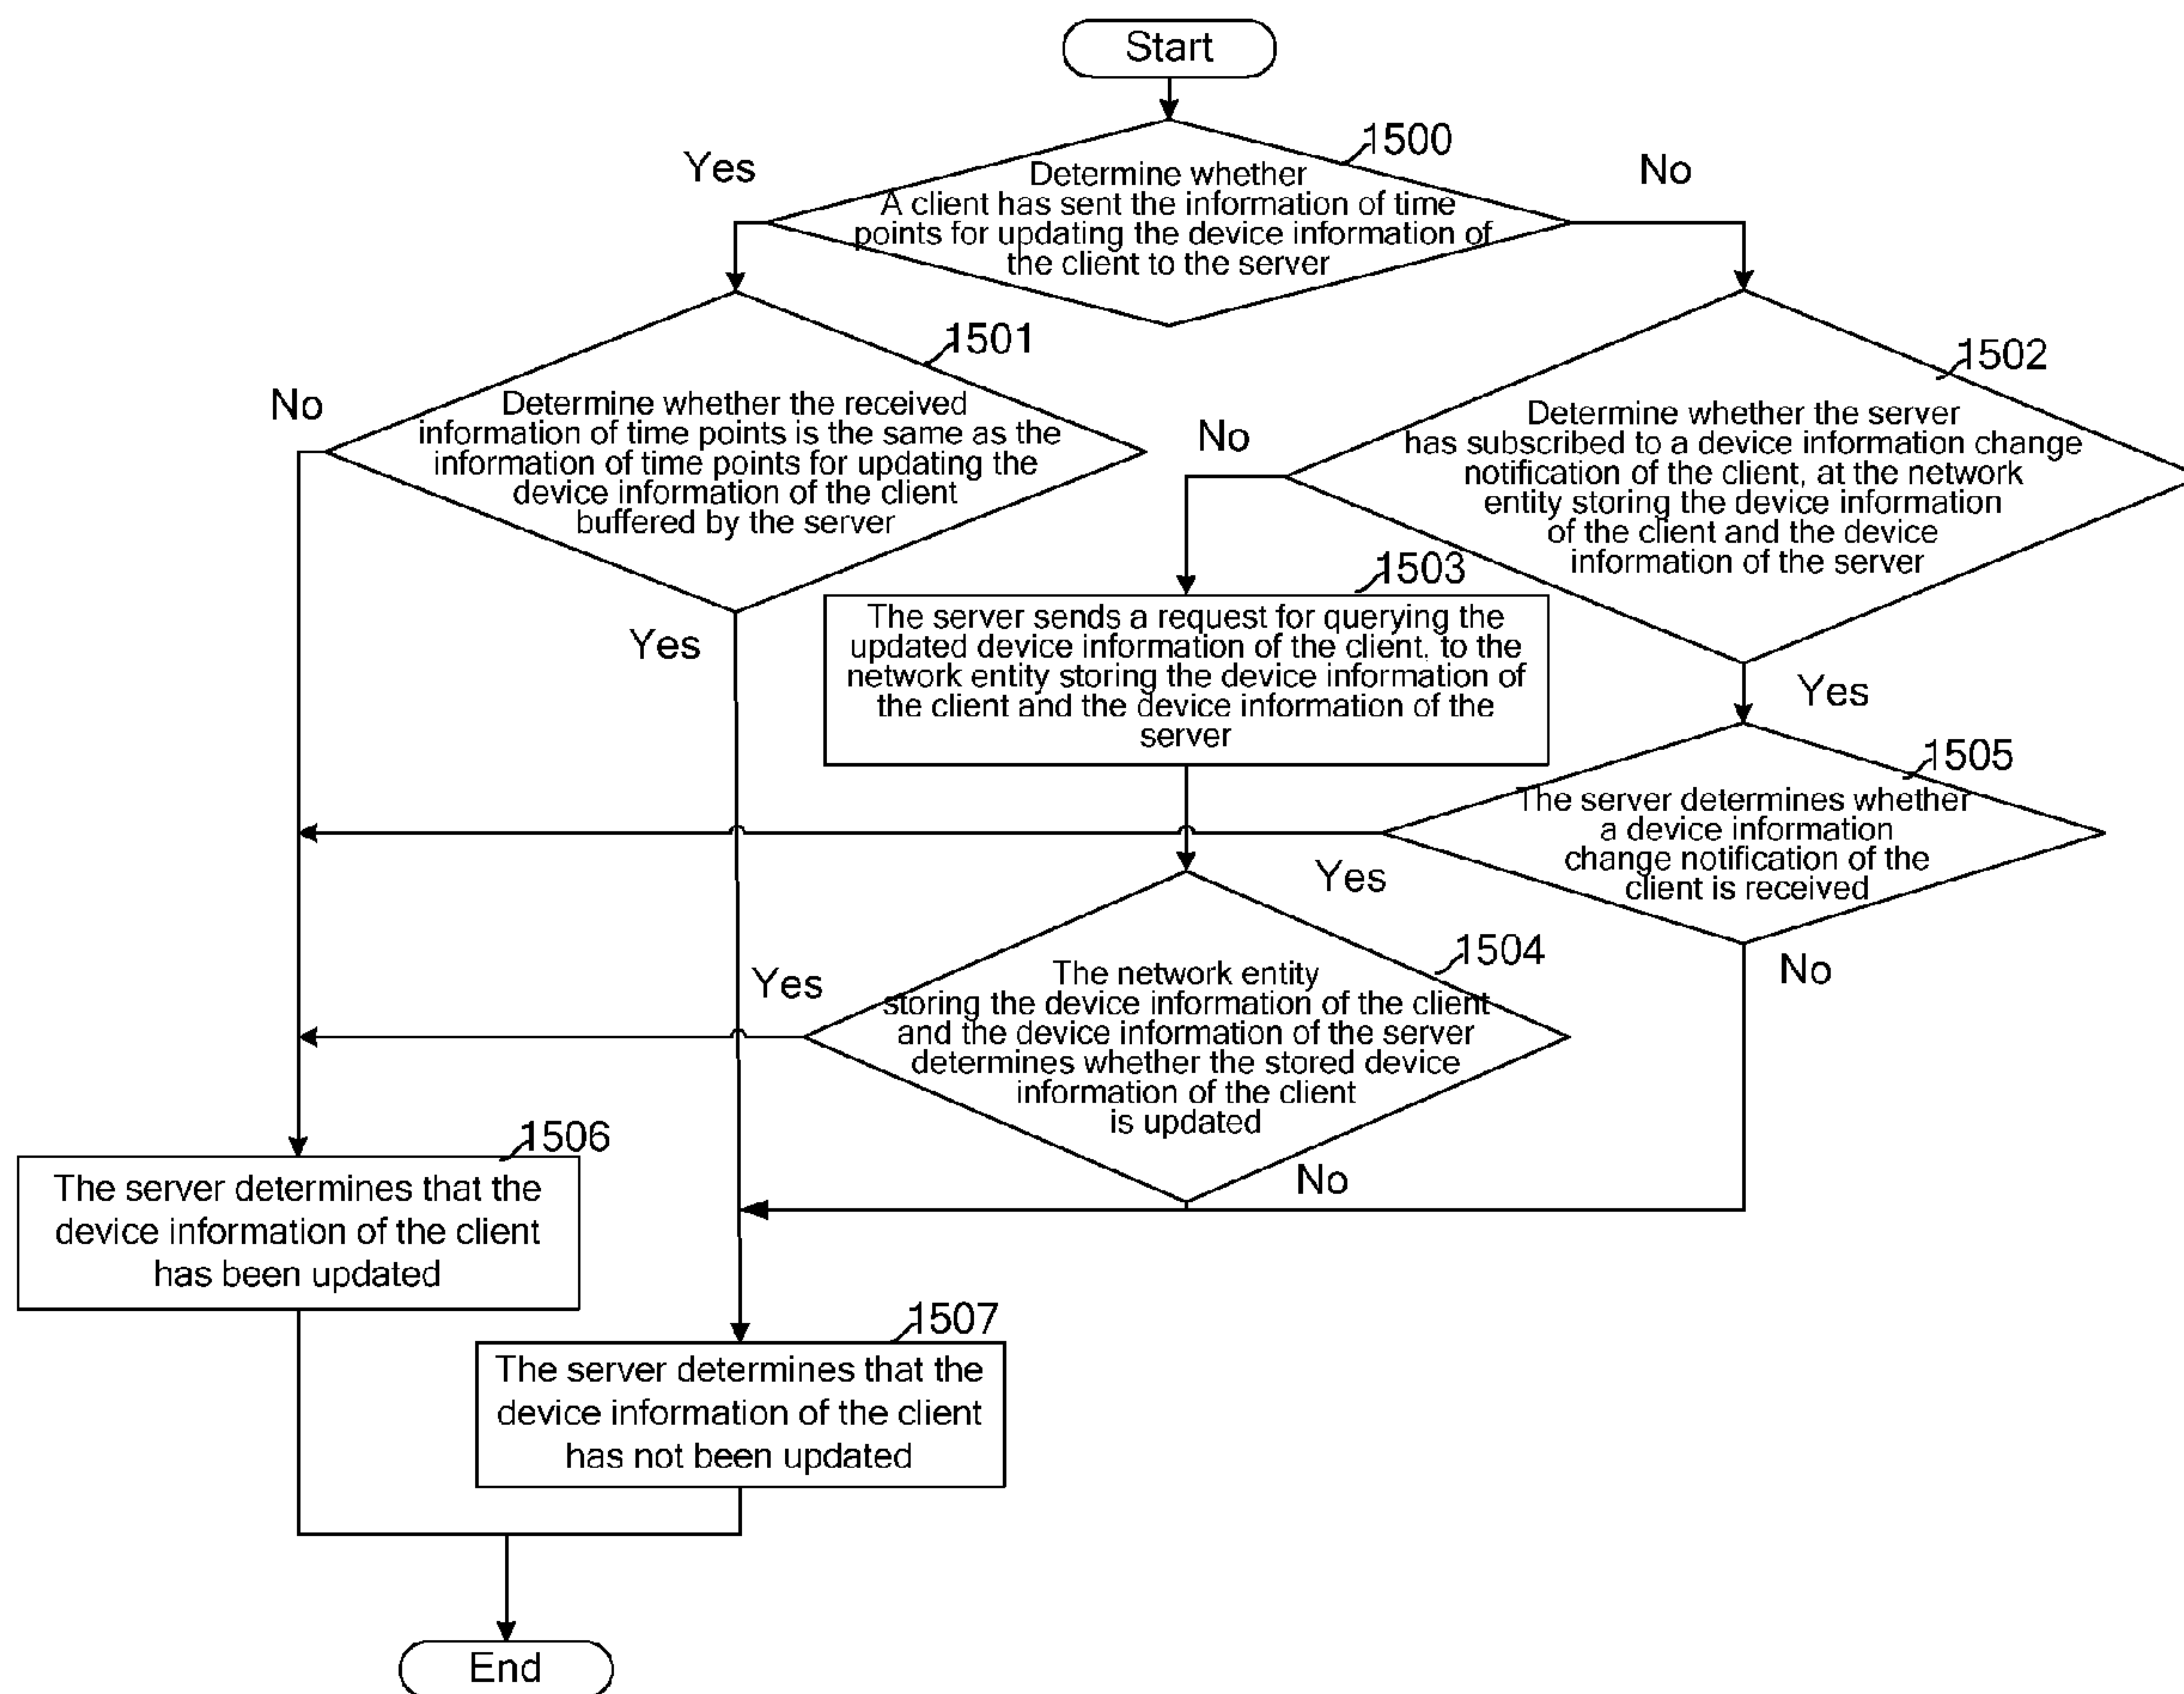 Start
1500
Yes
No
Determine whether
A client has sent the information of time
points for updating the device information of
the client to the server
1501
No
Determine whether the received
information of time points is the same as the
information of time points for updating the
device information of the client
buffered by the server
Yes
1502
No
Determine whether the server
has subscribed to a device information change
notification of the client, at the network
entity storing the device information
of the client and the device
information of the server
Yes
1503
The server sends a request for querying the
updated device information of the client, to the
network entity storing the device information of
the client and the device information of the
server
1505
The server determines whether
a device information
change notification of the
client is received
Yes
No
1504
Yes
The network entity
storing the device information of the client
and the device information of the server
determines whether the stored device
information of the client
is updated
No
1506
The server determines that the
device information of the client
has been updated
1507
The server determines that the
device information of the client
has not been updated
End